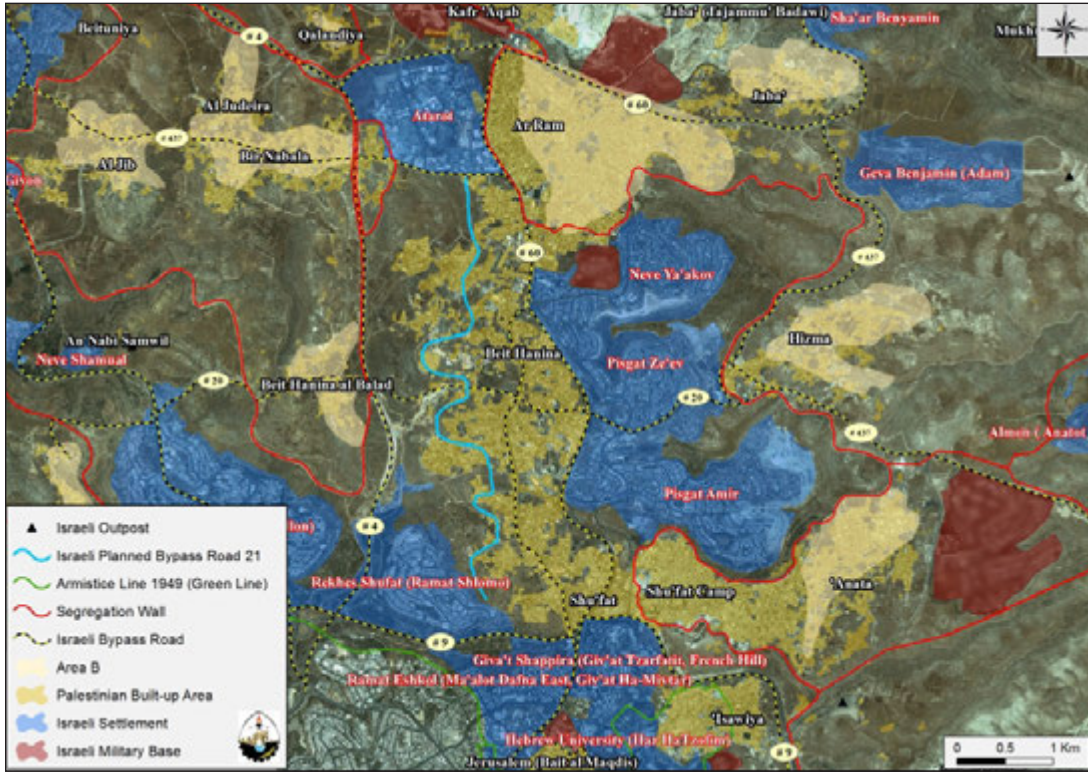 Kafr 'Aqab
Jaba' (Tajammu' Badawi)
Sha'ar Benyamin
Beituniya
# 4
Qalandiya
Al Judeira
Atarot
Ar Ram
# 60
Jaba'
# 437
Al Jib
Bir Nabala
Geva Benjamin (Adam)
Givon
# 60
# 437
Neve Ya'akov
An Nabi Samwil
Neve Shamual
Beit Hanina
Pisgat Ze'ev
Hizma
# 20
Beit Hanina al Balad
# 20
# 437
Almon ( Anatot
Pisgat Amir
lon)
# 4
Rekhes Shufat (Ramat Shlomo)
Shu'fat
Shu'fat Camp
'Anata
# 9
Giva't Shappira (Giv'at Tzarfatit, French Hill)
Ramat Eshkol (Ma'alot Dafna East, Giv'at Ha-Mivtar)
'Isawiya
Hebrew University (Har HaTzofim)
# 9
Jerusalem (Bait al Maqdis)
Israeli Outpost
Israeli Planned Bypass Road 21
Armistice Line 1949 (Green Line)
Segregation Wall
Israeli Bypass Road
Area B
Palestinian Built-up Area
Israeli Settlement
Israeli Military Base
0 0.5 1 Km